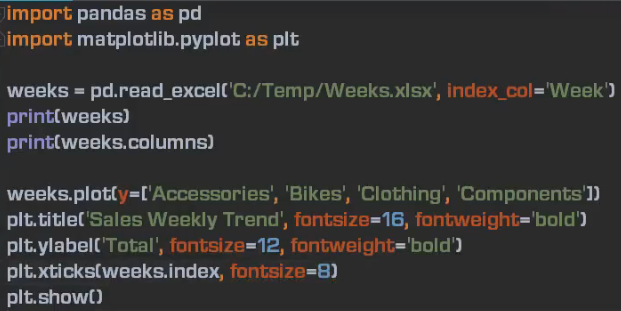 import pandas as pd
import matplotlib.pyplot as plt
weeks = pd.read_excel('C:/Temp/Weeks.xlsx', index_col='Week')
print(weeks)
print(weeks.columns)
weeks.plot(y=['Accessories', 'Bikes', 'Clothing', 'Components'])
plt.title('Sales Weekly Trend', fontsize=16, fontweight='bold')
plt.ylabel('Total', fontsize=12, fontweight='bold')
plt.xticks(weeks.index, fontsize=8)
plt.show()